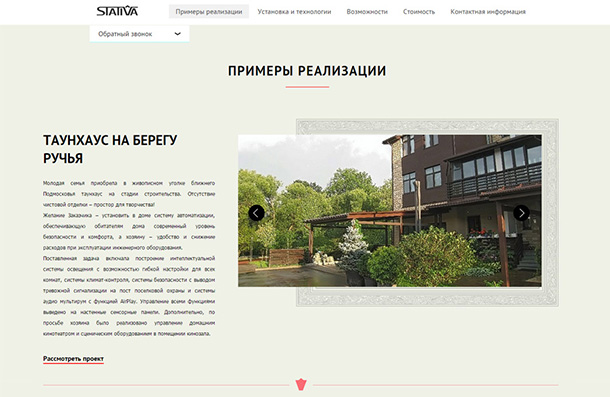 STATIVA
Примеры реализации
Установка и технологии
Возможности
Стоимость
Контактная информация
Обратный звонок
ПРИМЕРЫ РЕАЛИЗАЦИИ
ТАУНХАУС НА БЕРЕГУ
РУЧЬЯ
Молодая семья приобрела в живописном уголке ближнего
Подмосковья таунхаус на стадии строительства. Отсутствие
чистовой отделки – простор для творчества!
Желание Заказчика — установить в доме систему автоматизации,
обеспечивающую обитателям дома современный уровень
безопасности и комфорта, а хозяину — удобство и снижение
расходов при эксплуатации инженерного оборудования.
Поставленная задача включала построение интеллектуальной
системы освещения с возможностью гибкой настройки для всех
комнат, системы климат-контроля, системы безопасности с выводом
тревожной сигнализации на пост поселковой охраны и системы
аудио мультирум с функцией AirPlay. Управление всеми функциями
выведено на настенные сенсорные панели. Дополнительно, по
просьбе хозяина было реализовано управление домашним
кинотеатром и сценическим оборудованием в помещении кинозала.
Рассмотреть проект